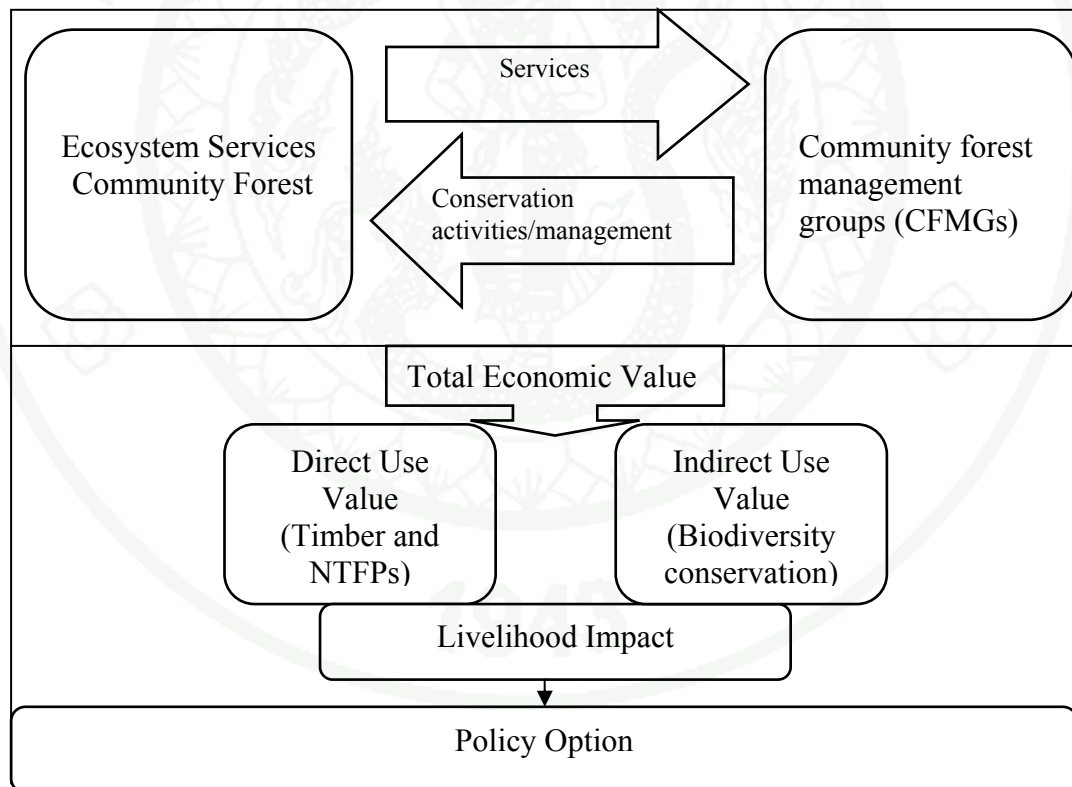 Services
Ecosystem Services
Community Forest
Community forest
management
groups (CFMGs)
Conservation
activities/management
Total Economic Value
Direct Use
Value
(Timber and
NTFPs)
Indirect Use
Value
(Biodiversity
conservation)
Livelihood Impact
Policy Option
1943